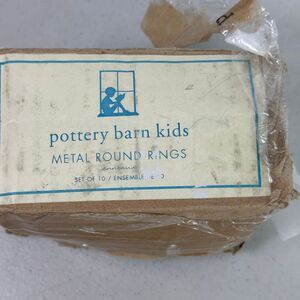 pottery barn kids
METAL ROUND RINGS
SET OF 10 / ENSEMBLE